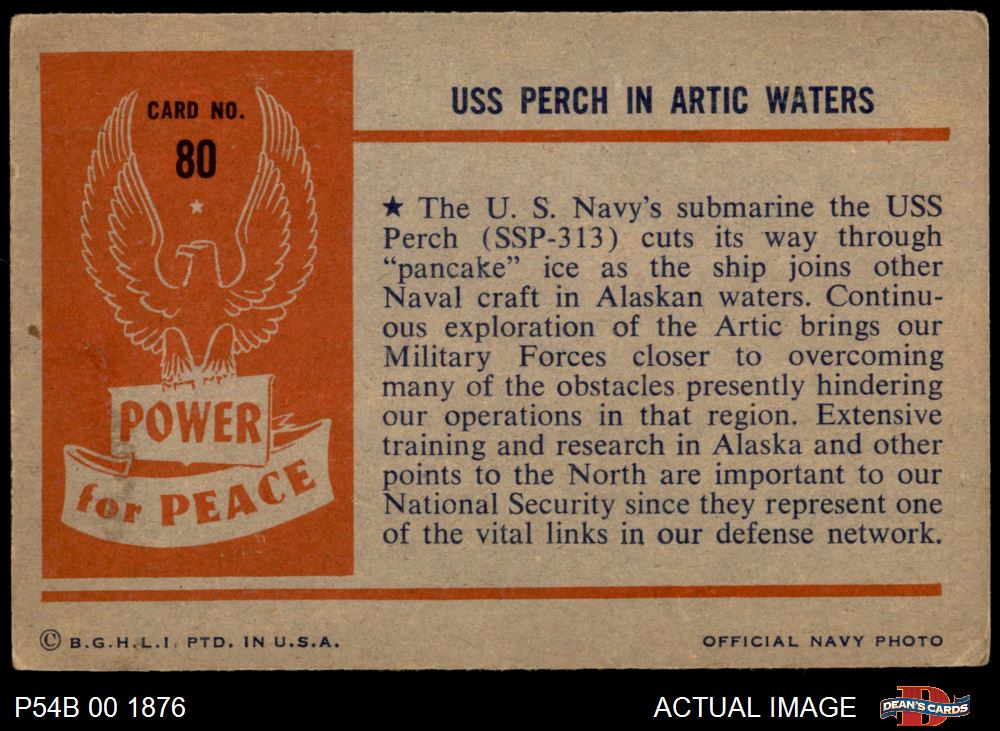 CARD NO.
80
POWER
for PEACE
USS PERCH IN ARTIC WATERS
★ The U. S. Navy's submarine the USS
Perch (SSP-313) cuts its way through
"pancake" ice as the ship joins other
Naval craft in Alaskan waters. Continu-
ous exploration of the Artic brings our
Military Forces closer to overcoming
many of the obstacles presently hindering
our operations in that region. Extensive
training and research in Alaska and other
points to the North are important to our
National Security since they represent one
of the vital links in our defense network.
© B.G.H.L.I. PTD. IN U.S.A.
OFFICIAL NAVY PHOTO
P54B 00 1876
ACTUAL IMAGE
D
DEAN'S CARDS